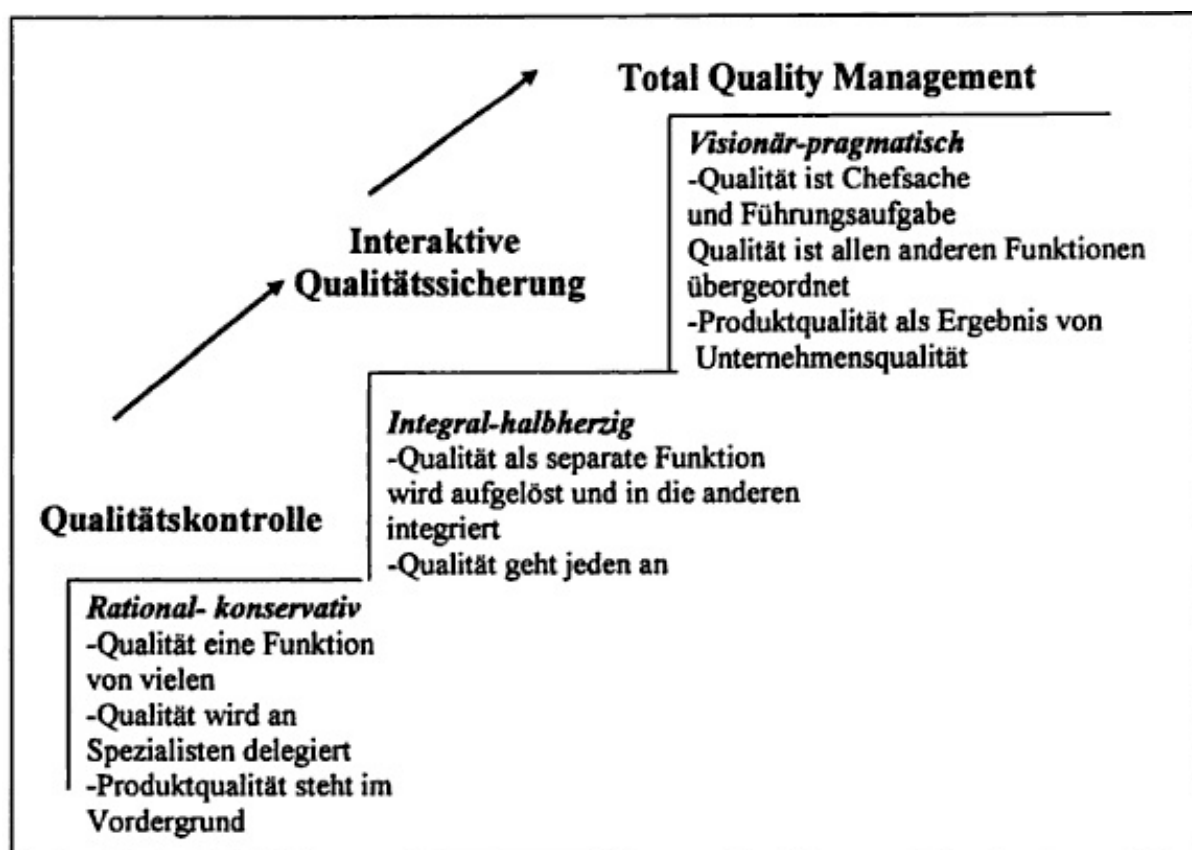 Total Quality Management
Visionär-pragmatisch
-Qualität ist Chefsache
und Führungsaufgabe
Qualität ist allen anderen Funktionen
übergeordnet
-Produktqualität als Ergebnis von
Unternehmensqualität
Interaktive
Qualitätssicherung
Integral-halbherzig
-Qualität als separate Funktion
wird aufgelöst und in die anderen
integriert
-Qualität geht jeden an
Qualitätskontrolle
Rational- konservativ
-Qualität eine Funktion
von vielen
-Qualität wird an
Spezialisten delegiert
-Produktqualität steht im
Vordergrund